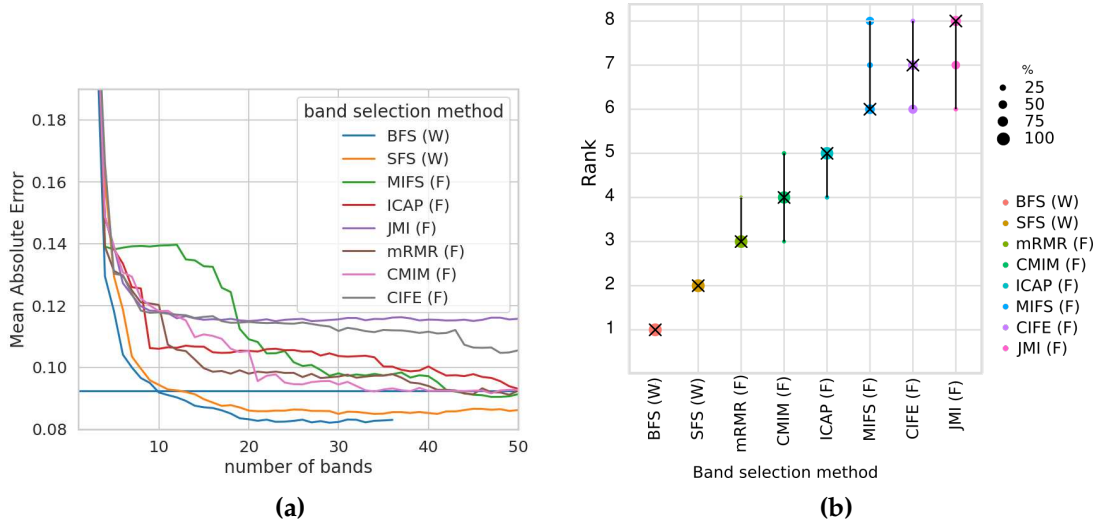 band selection method
BFS (W)
SFS (W)
MIFS (F)
ICAP (F)
JMI (F)
mRMR (F)
CMIM (F)
CIFE (F)
Mean Absolute Error
0.18
0.16
0.14
0.12
0.10
0.08
10
20
30
40
50
number of bands
(a)
Rank
8
7
6
5
4
3
2
1
BFS (W)
SFS (W)
mRMR (F)
CMIM (F)
ICAP (F)
MIFS (F)
CIFE (F)
JMI (F)
Band selection method
%
25
50
75
100
BFS (W)
SFS (W)
mRMR (F)
CMIM (F)
ICAP (F)
MIFS (F)
CIFE (F)
JMI (F)
(b)